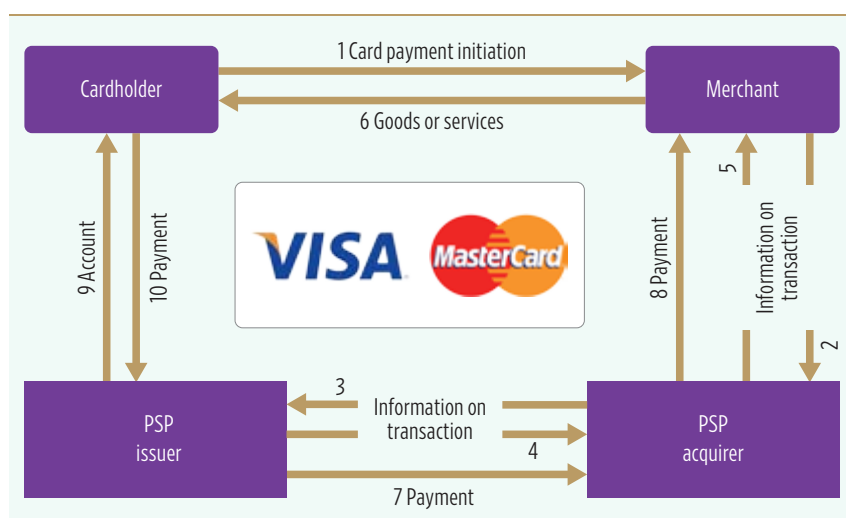 1 Card payment initiation
Cardholder
Merchant
6 Goods or services
5
9 Account
10 Payment
VISA
MasterCard
8 Payment
Information on
transaction
2
3
Information on
transaction
PSP
issuer
PSP
acquirer
4
7 Payment